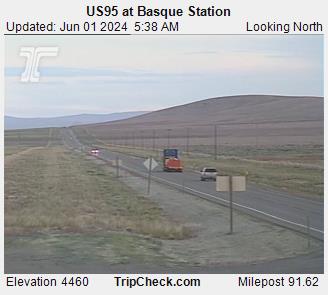 US95 at Basque Station
Updated: Jun 01 2024 5:38 AM Looking North
Elevation 4460 TripCheck.com Milepost 91.62